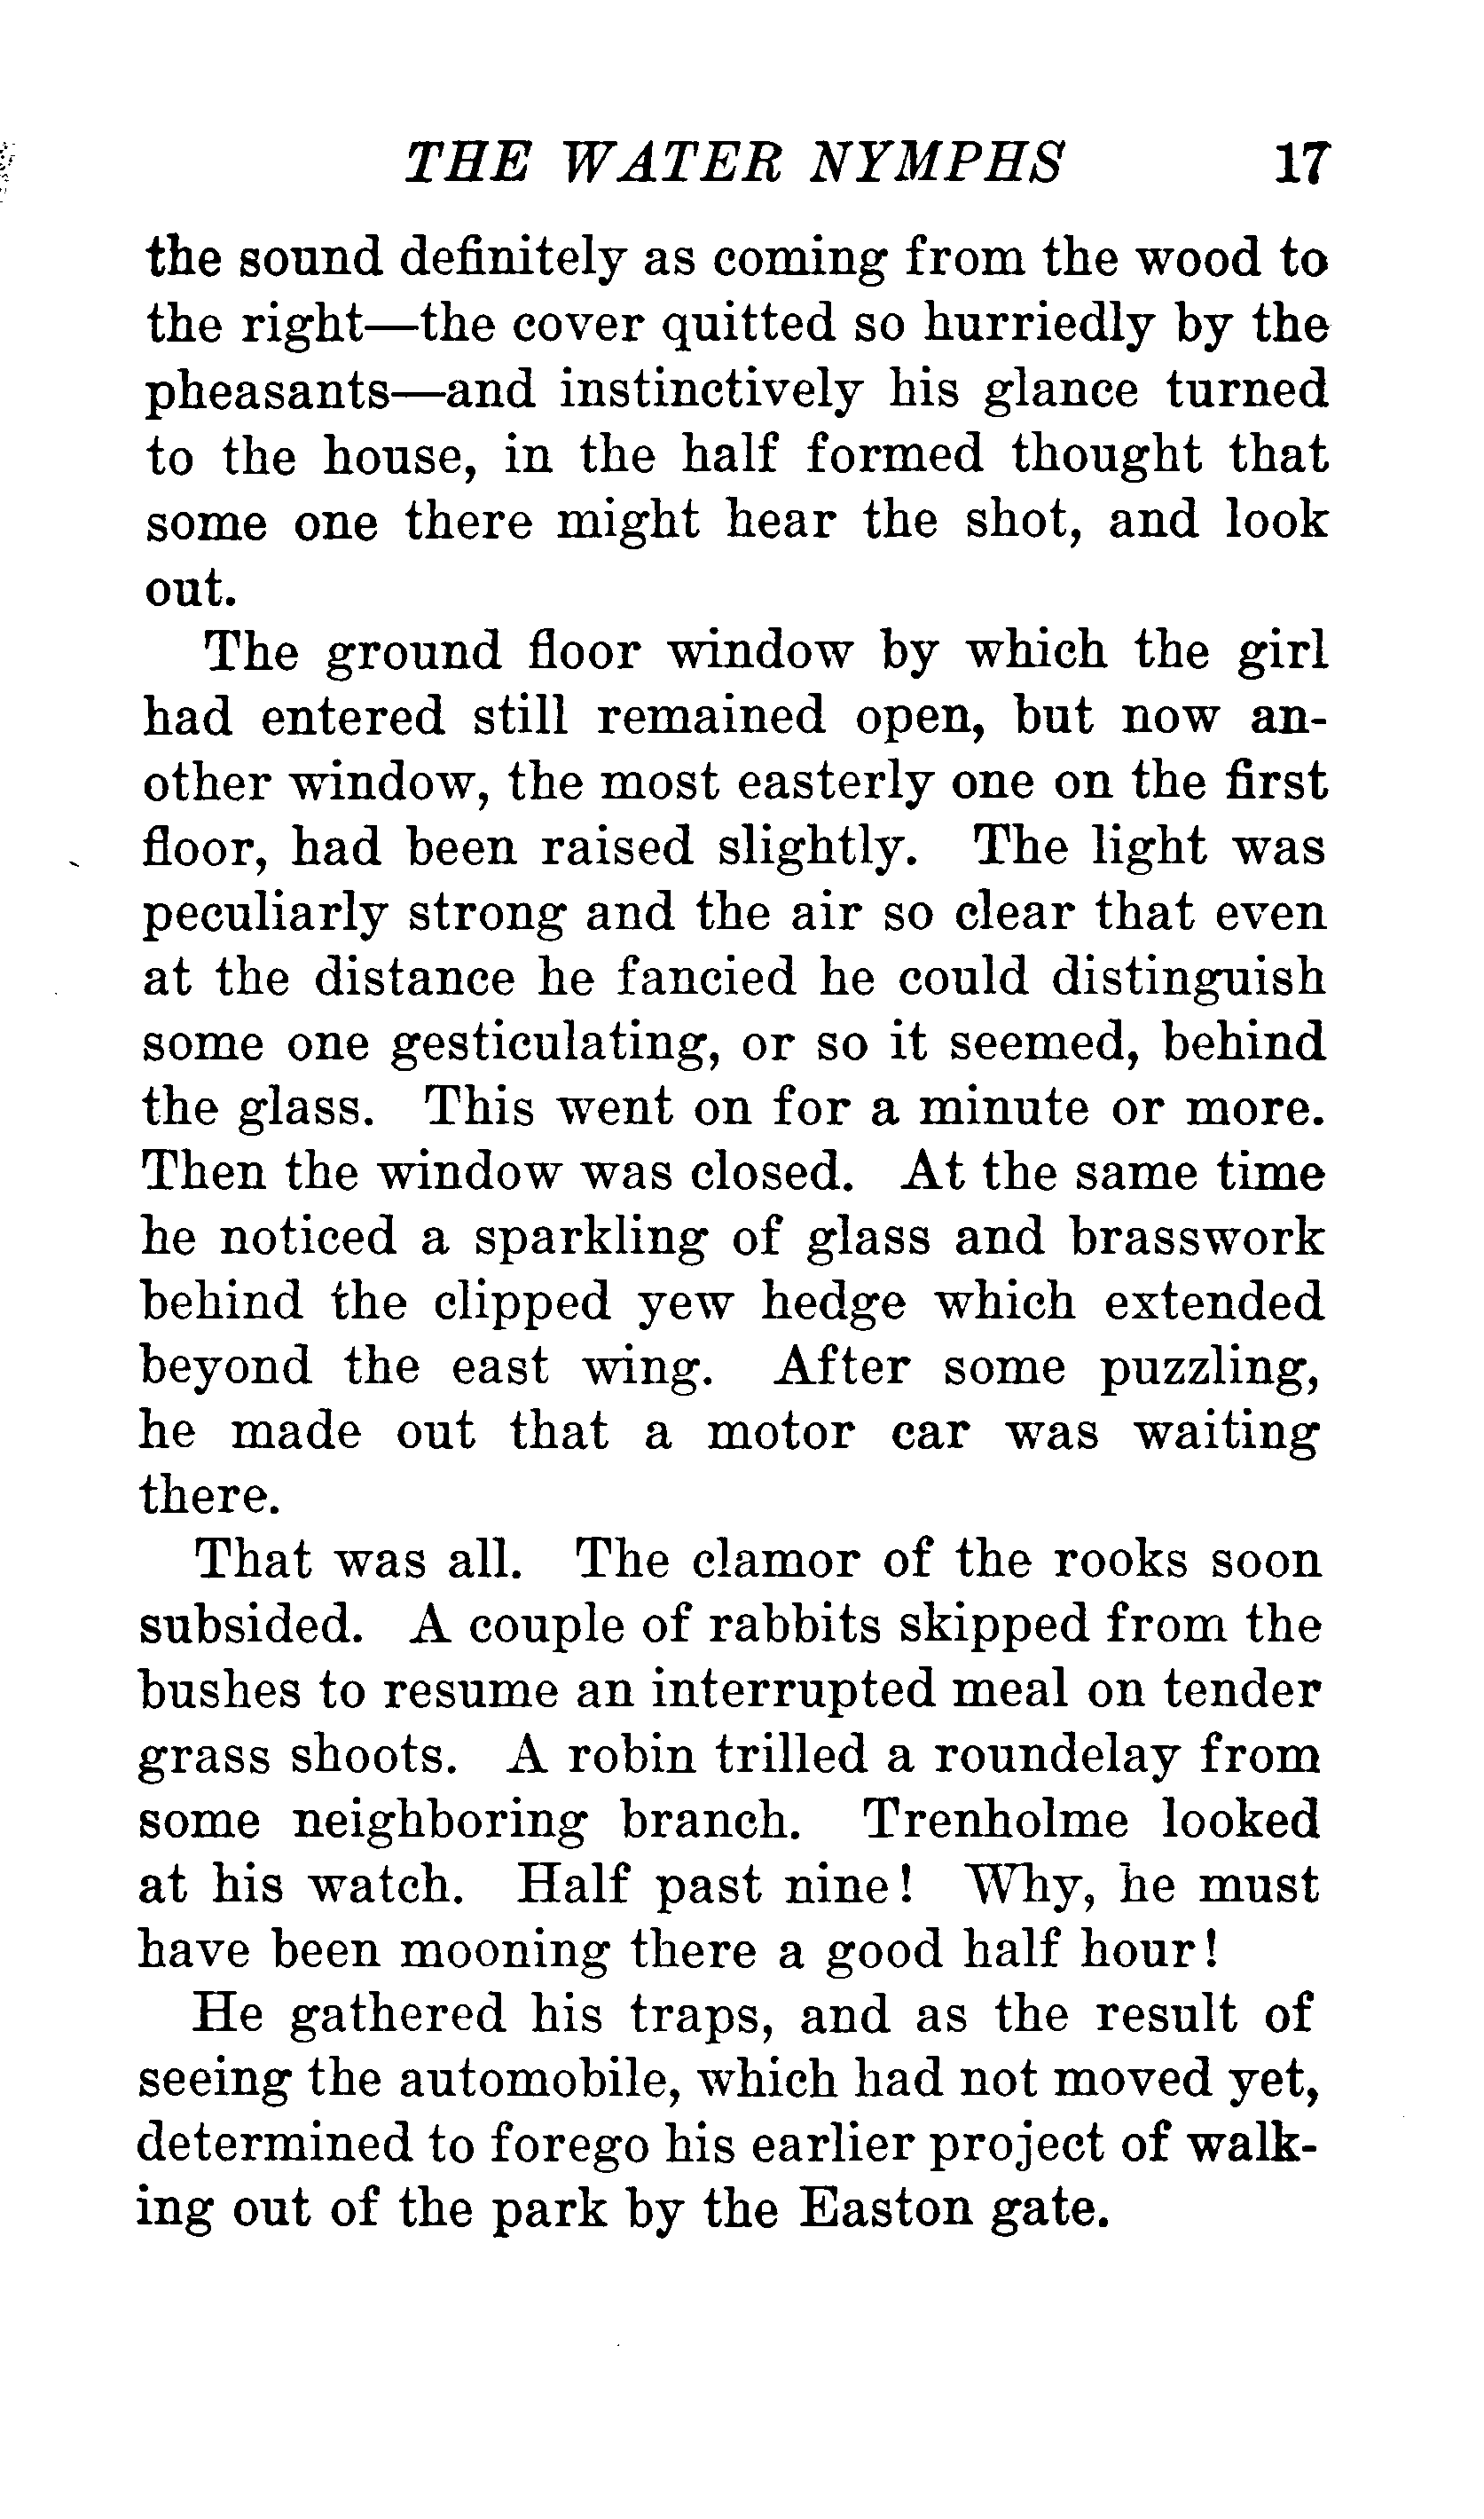 THE WATER NYMPHS 17
the sound definitely as coming from the wood to
the right—the cover quitted so hurriedly by the
pheasants—and instinctively his glance turned
to the house, in the half formed thought that
some one there might hear the shot, and look
out.
The ground floor window by which the girl
had entered still remained open, but now an-
other window, the most easterly one on the first
floor, had been raised slightly. The light was
peculiarly strong and the air so clear that even
at the distance he fancied he could distinguish
some one gesticulating, or so it seemed, behind
the glass. This went on for a minute or more.
Then the window was closed. At the same time
he noticed a sparkling of glass and brasswork
behind the clipped yew hedge which extended
beyond the east wing. After some puzzling,
he made out that a motor car was waiting
there.
That was all. The clamor of the rooks soon
subsided. A couple of rabbits skipped from the
bushes to resume an interrupted meal on tender
grass shoots. A robin trilled a roundelay from
some neighboring branch. Trenholme looked
at his watch. Half past nine! Why, he must
have been mooning there a good half hour!
He gathered his traps, and as the result of
seeing the automobile, which had not moved yet,
determined to forego his earlier project of walk-
ing out of the park by the Easton gate.